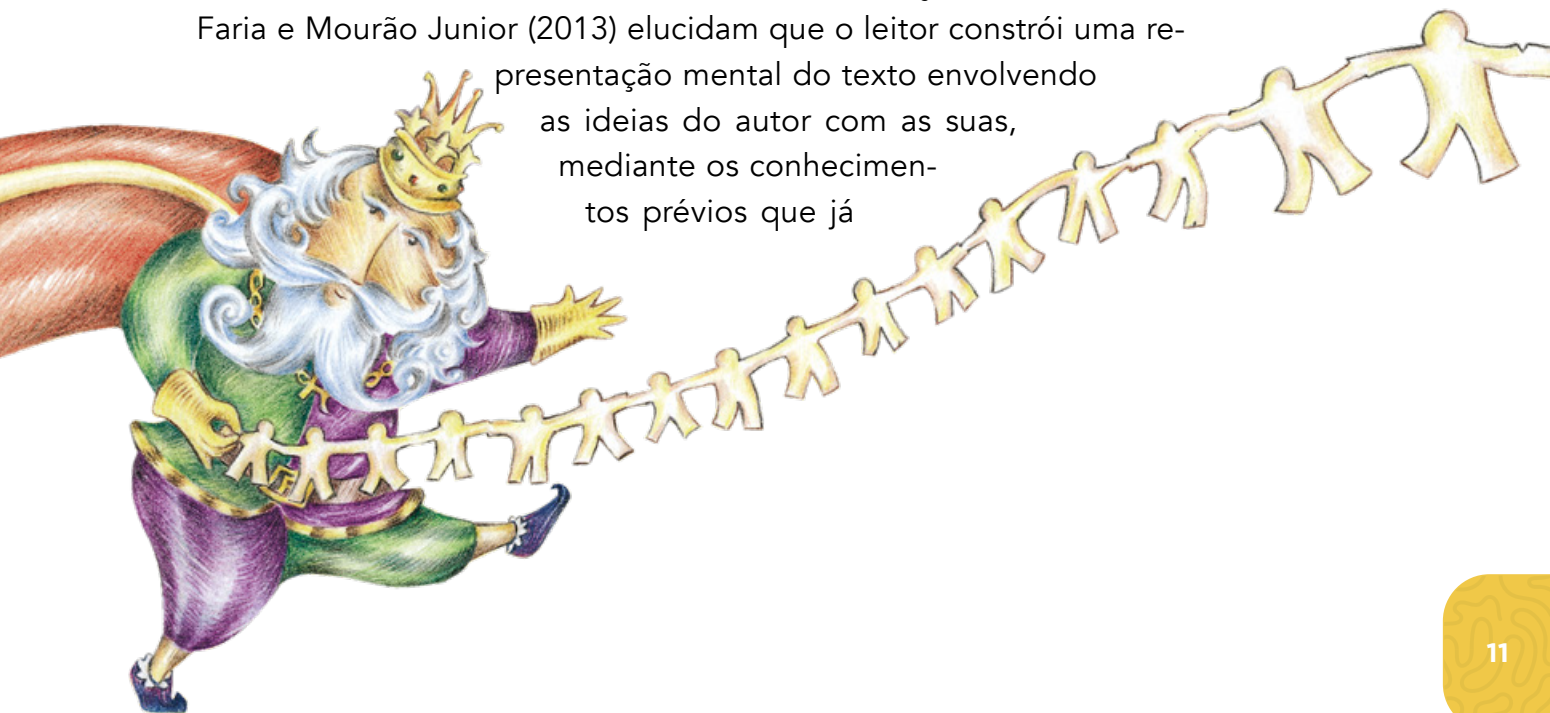 Faria e Mourão Junior (2013) elucidam que o leitor constrói uma re-
presentação mental do texto envolvendo
as ideias do autor com as suas,
mediante os conhecimen-
tos prévios que já
11